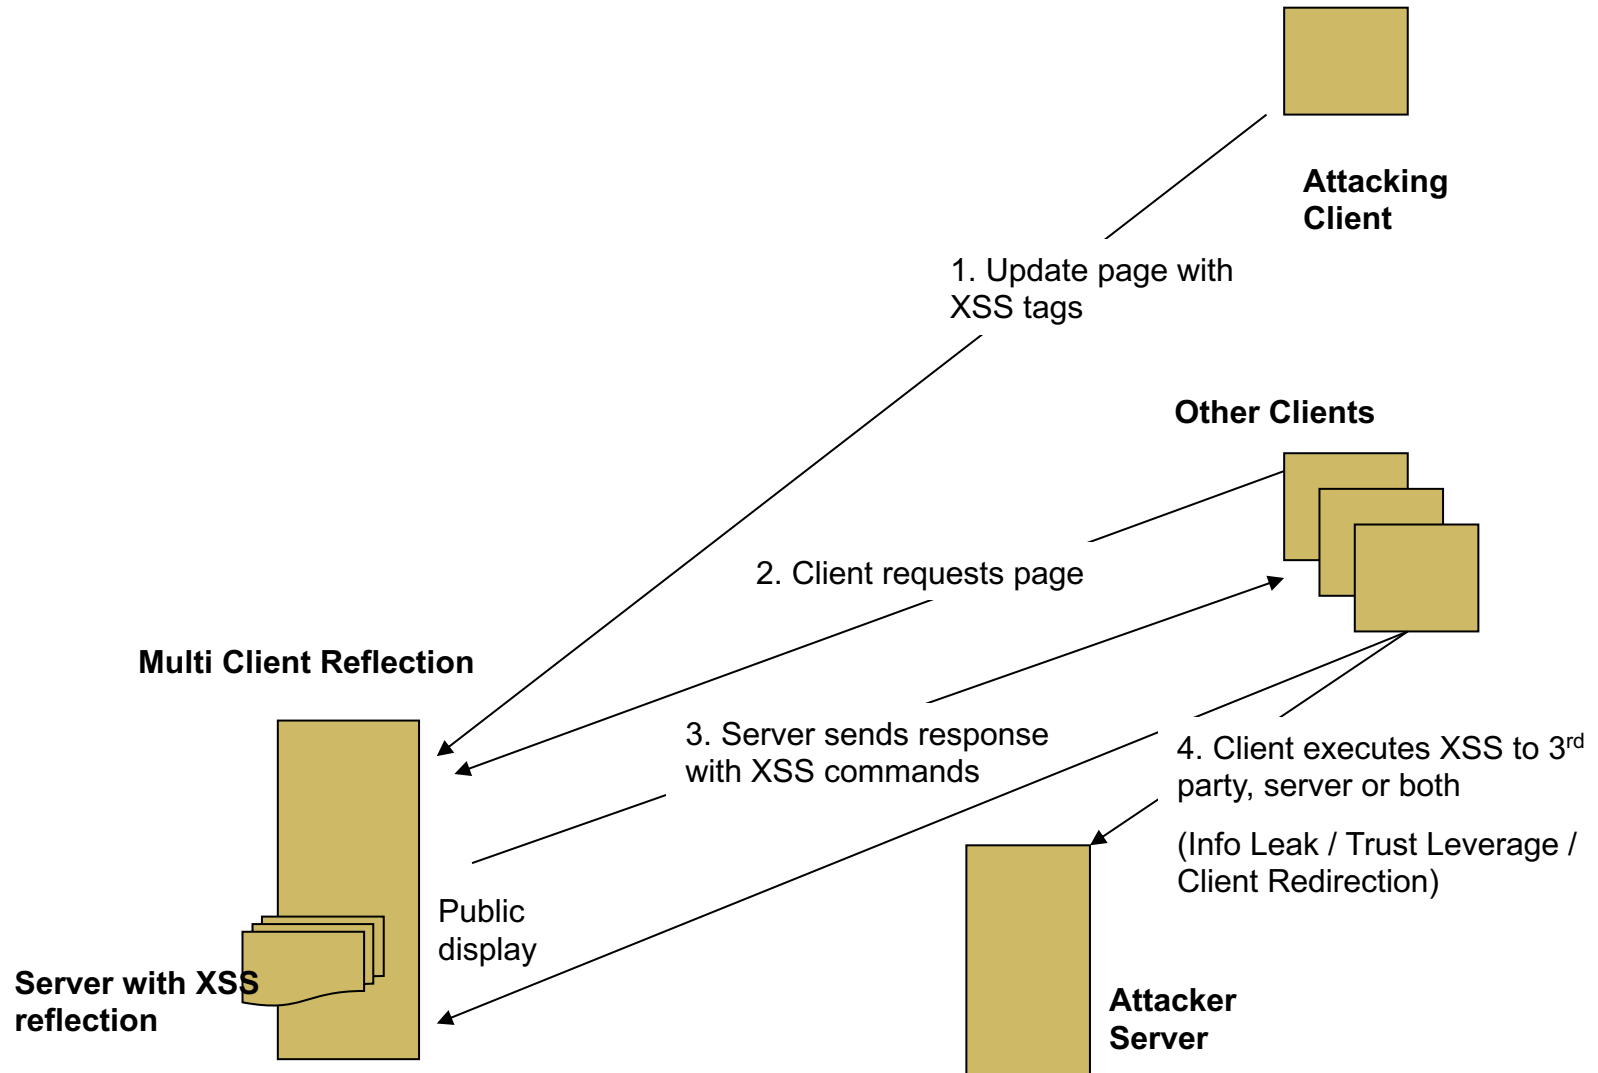 Attacking
Client
1. Update page with
XSS tags
Other Clients
2. Client requests page
Multi Client Reflection
3. Server sends response
with XSS commands
4. Client executes XSS to 3rd
party, server or both
(Info Leak / Trust Leverage /
Client Redirection)
Public
display
Server with XSS
reflection
Attacker
Server